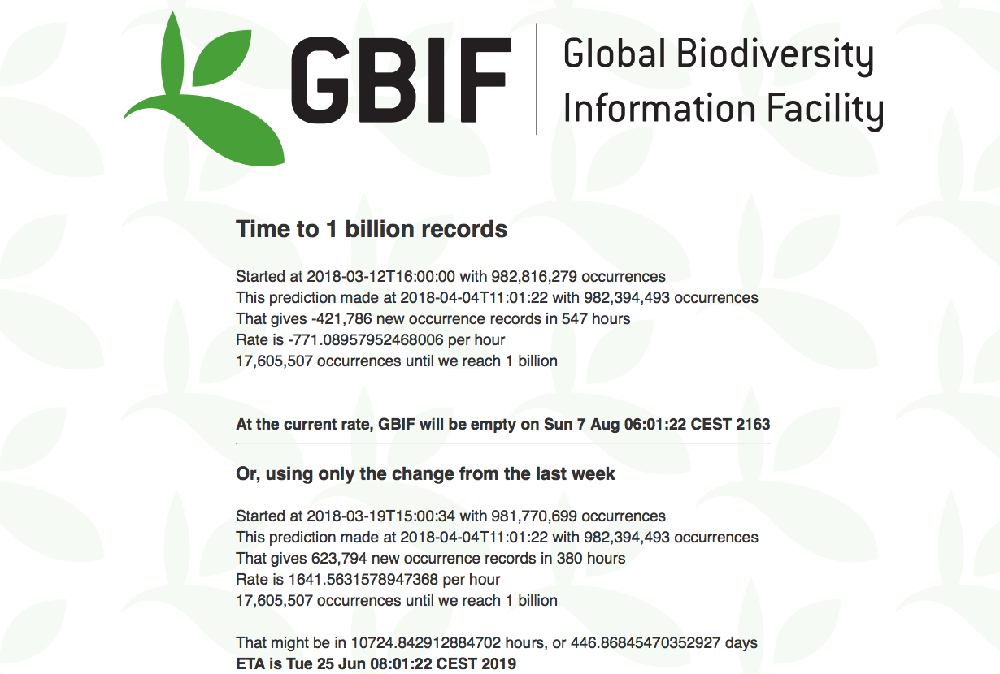 GBIF
Global Biodiversity
Information Facility
Time to 1 billion records
Started at 2018-03-12T16:00:00 with 982,816,279 occurrences
This prediction made at 2018-04-04T11:01:22 with 982,394,493 occurrences
That gives -421,786 new occurrence records in 547 hours
Rate is -771.08957952468006 per hour
17,605,507 occurrences until we reach 1 billion
At the current rate, GBIF will be empty on Sun 7 Aug 06:01:22 CEST 2163
Or, using only the change from the last week
Started at 2018-03-19T15:00:34 with 981,770,699 occurrences
This prediction made at 2018-04-04T11:01:22 with 982,394,493 occurrences
That gives 623,794 new occurrence records in 380 hours
Rate is 1641.5631578947368 per hour
17,605,507 occurrences until we reach 1 billion
That might be in 10724.842912884702 hours, or 446.86845470352927 days
ETA is Tue 25 Jun 08:01:22 CEST 2019